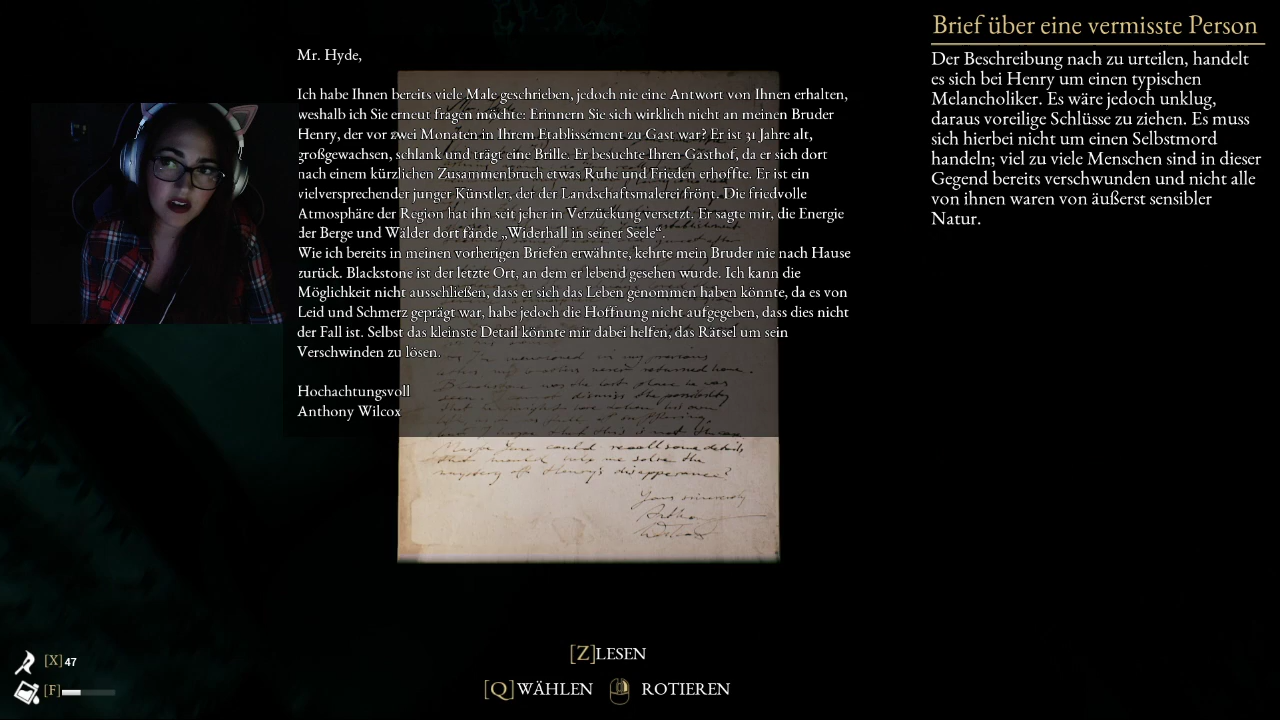 Brief über eine vermisste Person
Der Beschreibung nach zu urteilen, handelt
es sich bei Henry um einen typischen
Melancholiker. Es wäre jedoch unklug,
daraus voreilige Schlüsse zu ziehen. Es muss
sich hierbei nicht um einen Selbstmord
handeln; viel zu viele Menschen sind in dieser
Gegend bereits verschwunden und nicht alle
von ihnen waren von äußerst sensibler
Natur.
Mr. Hyde,
Ich habe Ihnen bereits viele Male geschrieben, jedoch nie eine Antwort von Ihnen erhalten,
weshalb ich Sie erneut fragen möchte: Erinnern Sie sich wirklich nicht an meinen Bruder
Henry, der vor zwei Monaten in Ihrem Etablissement zu Gast war? Er ist 31 Jahre alt,
großgewachsen, schlank und trägt eine Brille. Er besuchte Ihren Gasthof, da er sich dort
nach einem kürzlichen Zusammenbruch etwas Ruhe und Frieden erhoffte. Er ist ein
vielversprechender junger Künstler, der der Landschaftsmalerei frönt. Die friedvolle
Atmosphäre der Region hat ihn seit jeher in Verzückung versetzt. Er sagte mir, die Energie
der Berge und Wälder dort fände „Widerhall in seiner Seele“.
Wie ich bereits in meinen vorherigen Briefen erwähnte, kehrte mein Bruder nie nach Hause
zurück. Blackstone ist der letzte Ort, an dem er lebend gesehen wurde. Ich kann die
Möglichkeit nicht ausschließen, dass er sich das Leben genommen haben könnte, da es von
Leid und Schmerz geprägt war, habe jedoch die Hoffnung nicht aufgegeben, dass dies nicht
der Fall ist. Selbst das kleinste Detail könnte mir dabei helfen, das Rätsel um sein
Verschwinden zu lösen.
Hochachtungsvoll
Anthony Wilcox
Maybe you could recall some details
that would help me solve the
mystery of Henry's disappearance?
Yours sincerely
[X] 47
[F]
[Z]LESEN
[Q]WÄHLEN ROTIEREN